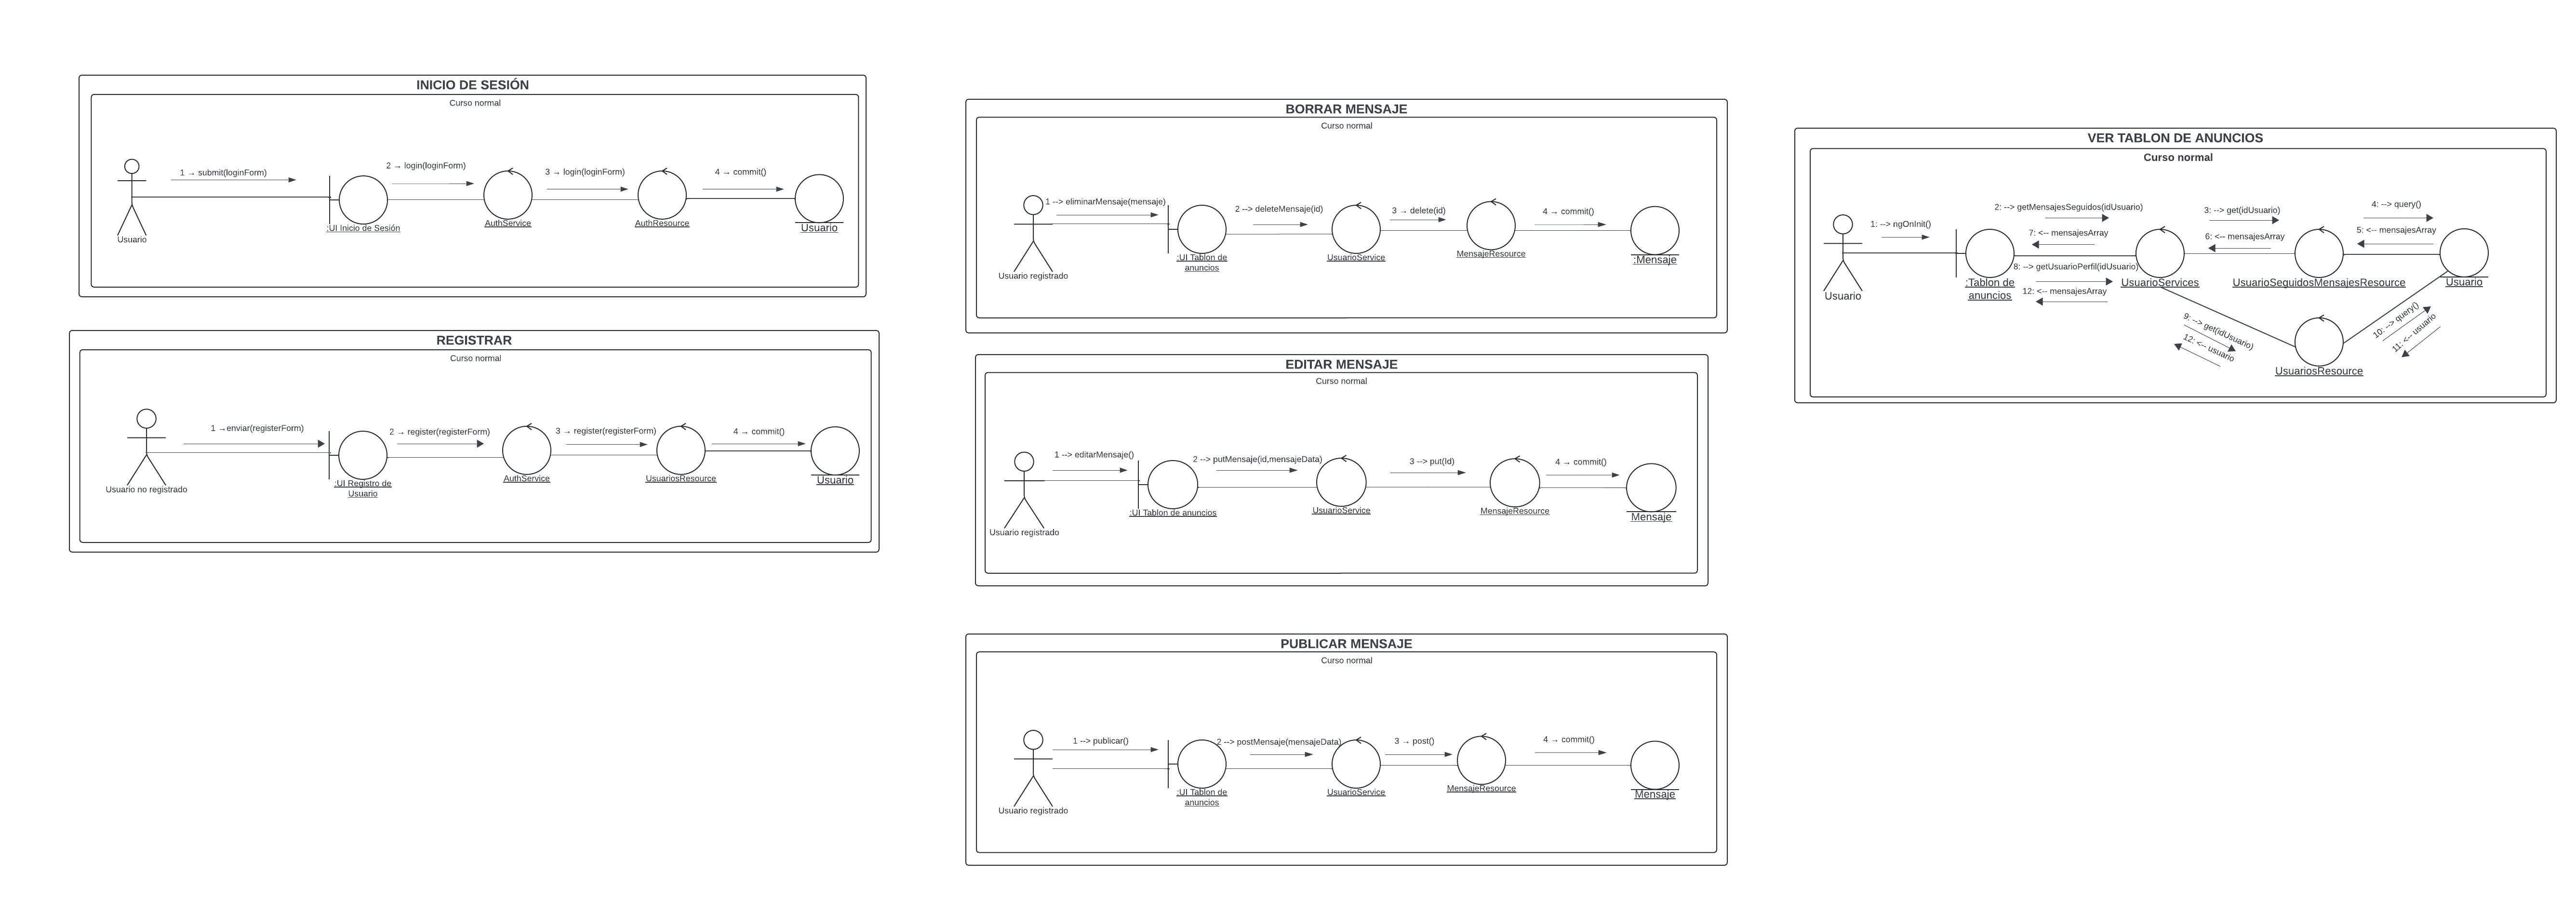 INICIO DE SESIÓN
Curso normal
1 → submit(loginForm)
2 → login(loginForm)
3 → login(loginForm)
4 → commit()
Usuario
:UI Inicio de Sesión
AuthService
AuthResource
Usuario
REGISTRAR
Curso normal
1 →enviar(registerForm)
2 → register(registerForm)
3 → register(registerForm)
4 → commit()
Usuario no registrado
:UI Registro de
Usuario
AuthService
UsuariosResource
Usuario
BORRAR MENSAJE
Curso normal
1 --> eliminarMensaje(mensaje)
2 --> deleteMensaje(id)
3 → delete(id)
4 → commit()
Usuario registrado
:UI Tablon de
anuncios
UsuarioService
MensajeResource
:Mensaje
EDITAR MENSAJE
Curso normal
1 --> editarMensaje()
2 --> putMensaje(id,mensajeData)
3 --> put(Id)
4 → commit()
Usuario registrado
:UI Tablon de anuncios
UsuarioService
MensajeResource
Mensaje
PUBLICAR MENSAJE
Curso normal
1 --> publicar()
2 --> postMensaje(mensajeData)
3 → post()
4 → commit()
Usuario registrado
:UI Tablon de
anuncios
UsuarioService
MensajeResource
Mensaje
VER TABLON DE ANUNCIOS
Curso normal
1: --> ngOnInit()
2: --> getMensajesSeguidos(idUsuario)
3: --> get(idUsuario)
4: --> query()
7: <-- mensajesArray
6: <-- mensajesArray
5: <-- mensajesArray
8: --> getUsuarioPerfil(idUsuario)
12: <-- mensajesArray
Usuario
:Tablon de
anuncios
UsuarioServices
UsuarioSeguidosMensajesResource
Usuario
9: --> get(idUsuario)
12: <-- usuario
10: --> query()
11: <-- usuario
UsuariosResource